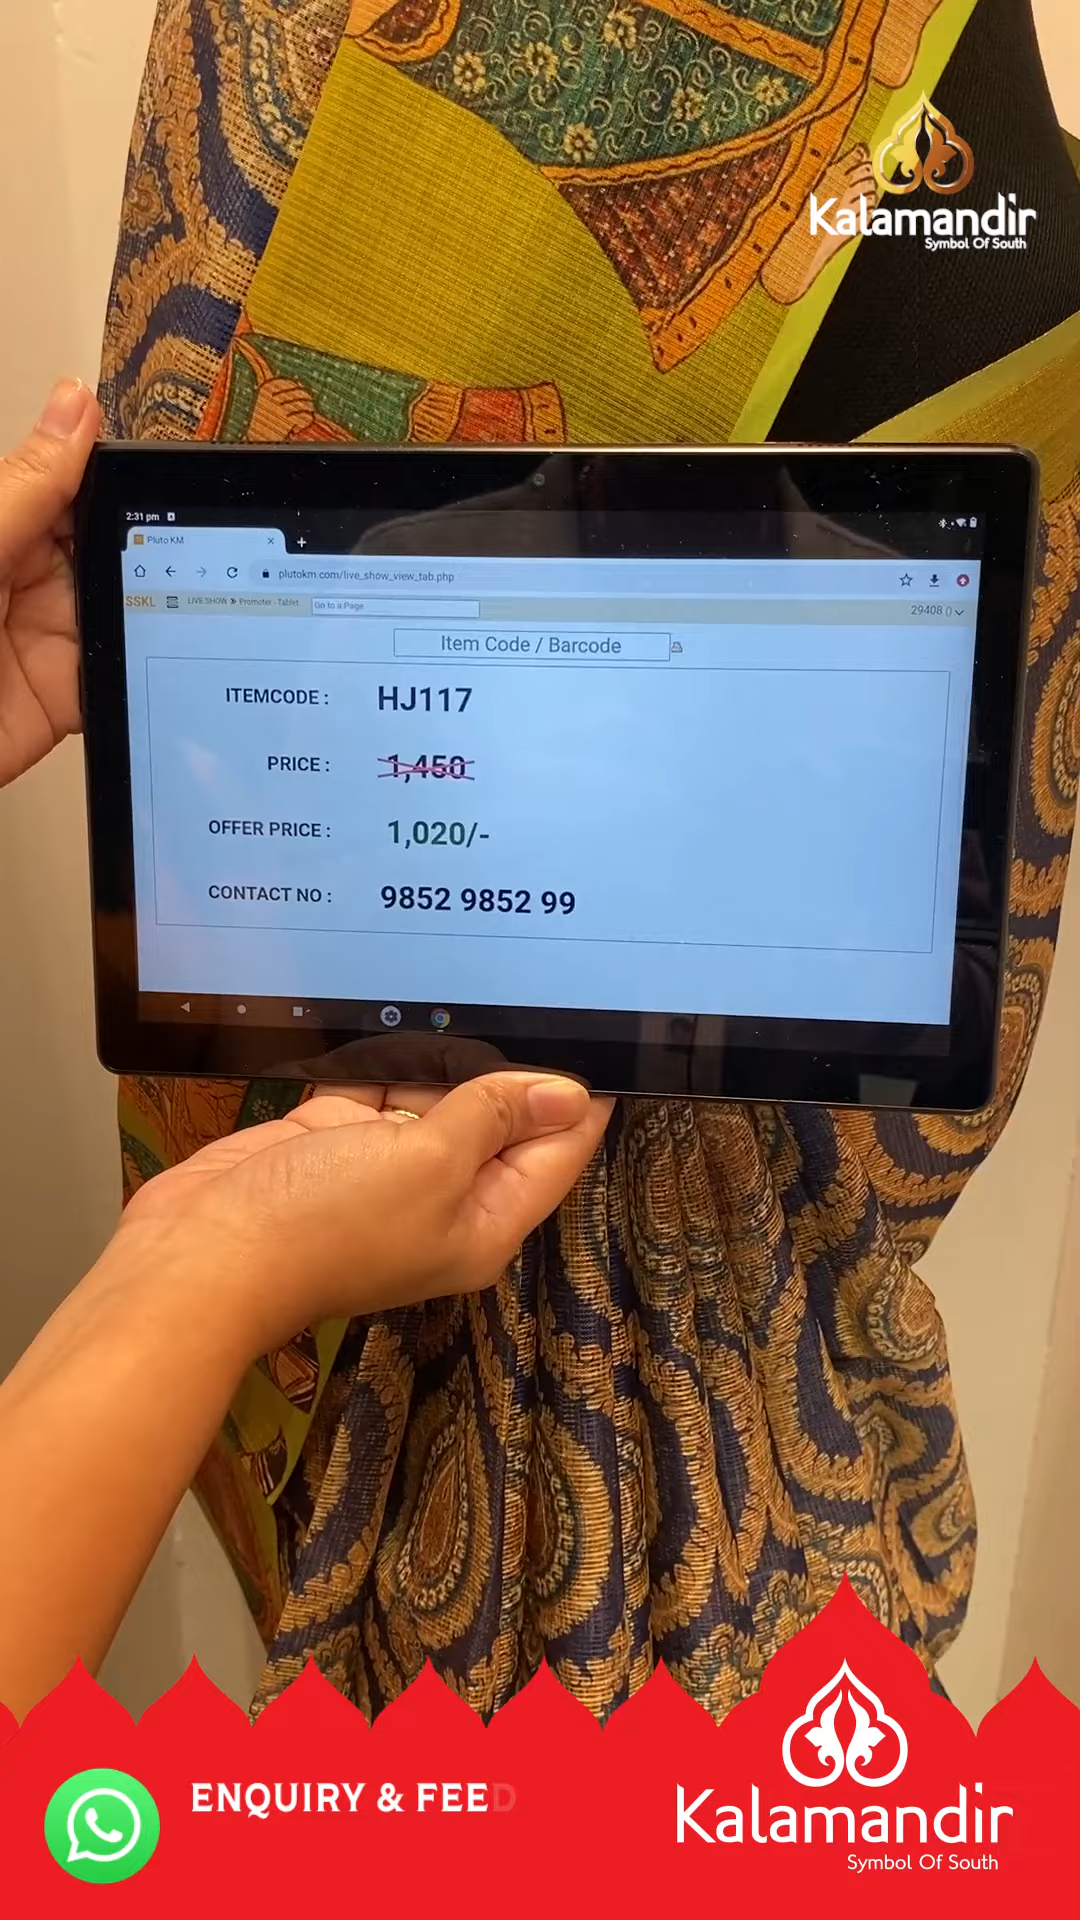 Kalamandir
Symbol Of South
2:31 pm
Pluto KM
plutokm.com/live_show_view_tab.php
SSKL
LIVE SHOW » Promoter - Tablet
Go to a Page
29408 ()
Item Code / Barcode
ITEMCODE : HJ117
PRICE : 1,450
OFFER PRICE : 1,020/-
CONTACT NO : 9852 9852 99
ENQUIRY & FEED
Kalamandir
Symbol Of South